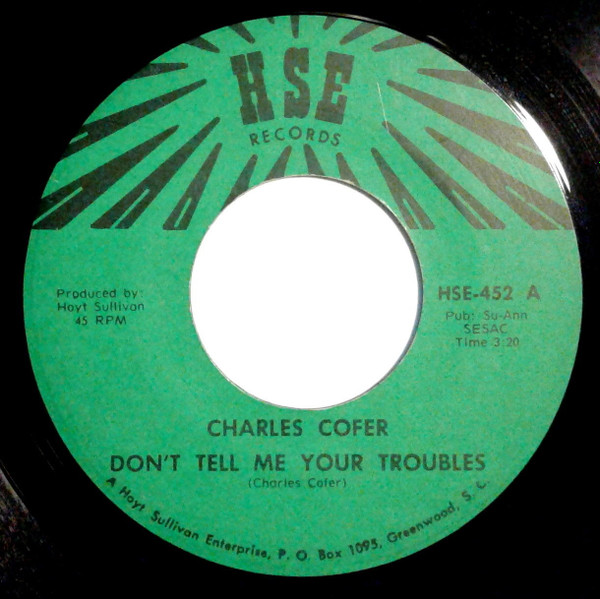 HSE
RECORDS
Produced by:
Hoyt Sullivan
45 RPM
HSE-452 A
Pub: Su-Ann
SESAC
Time 3:20
CHARLES COFER
DON'T TELL ME YOUR TROUBLES
(Charles Cofer)
A Hoyt Sullivan Enterprise, P. O. Box 1095, Greenwood, S. C.